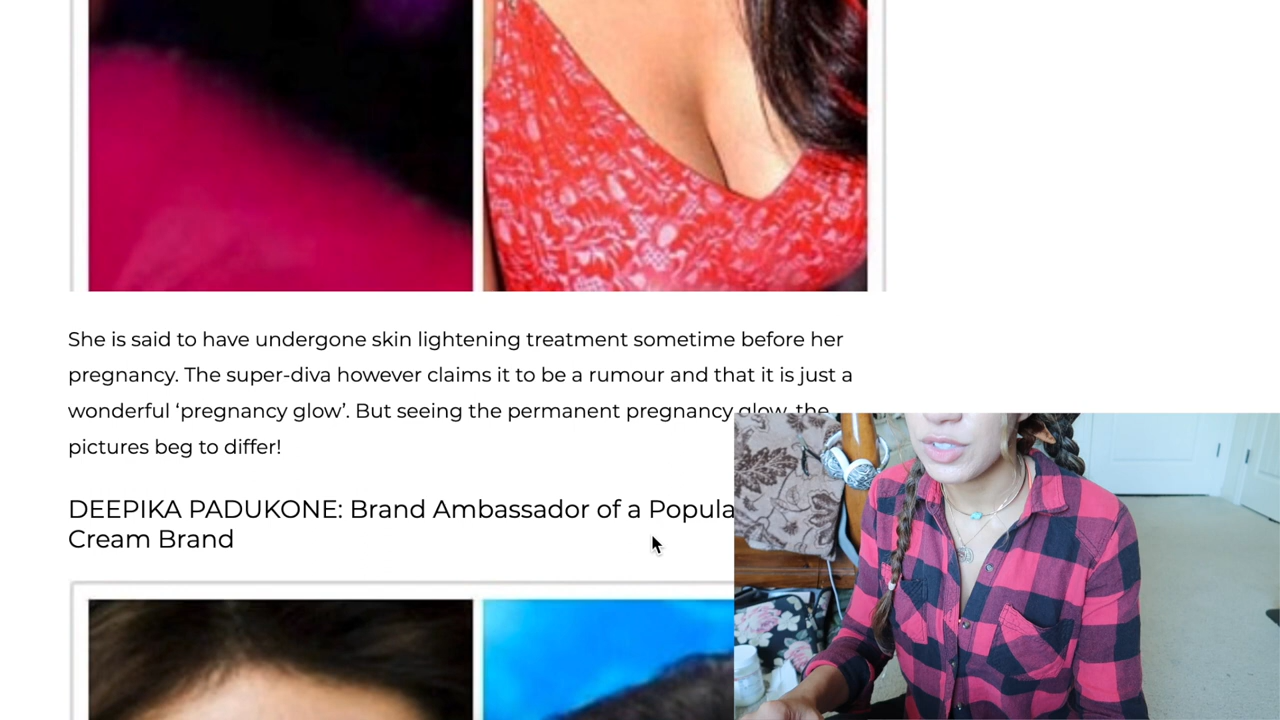 She is said to have undergone skin lightening treatment sometime before her
pregnancy. The super-diva however claims it to be a rumour and that it is just a
wonderful ‘pregnancy glow’. But seeing the permanent pregnancy glow, the
pictures beg to differ!
DEEPIKA PADUKONE: Brand Ambassador of a Popula
Cream Brand